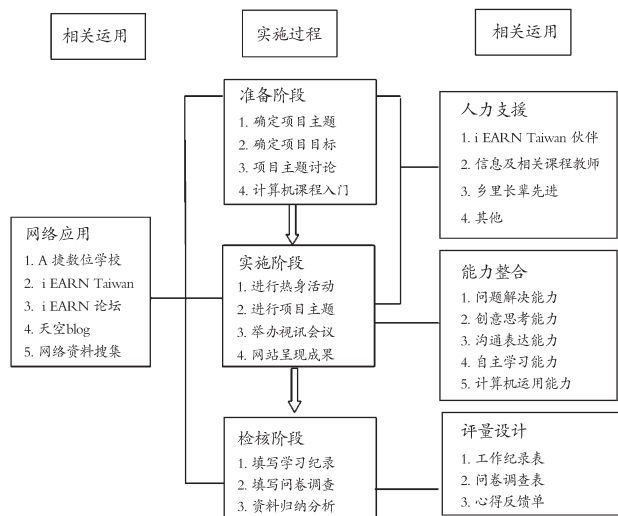 相关运用
实施过程
相关运用
准备阶段
1. 确定项目主题
2. 确定项目目标
3. 项目主题讨论
4. 计算机课程入门
人力支援
1. i EARN Taiwan 伙伴
2. 信息及相关课程教师
3. 乡里长辈先进
4. 其他
网络应用
1. A 捷数位学校
2. i EARN Taiwan
3. i EARN 论坛
4. 天空blog
5. 网络资料搜集
实施阶段
1. 进行热身活动
2. 进行项目主题
3. 举办视讯会议
4. 网站呈现成果
能力整合
1. 问题解决能力
2. 创意思考能力
3. 沟通表达能力
4. 自主学习能力
5. 计算机运用能力
检核阶段
1. 填写学习纪录
2. 填写问卷调查
3. 资料归纳分析
评量设计
1. 工作纪录表
2. 问卷调查表
3. 心得反馈单